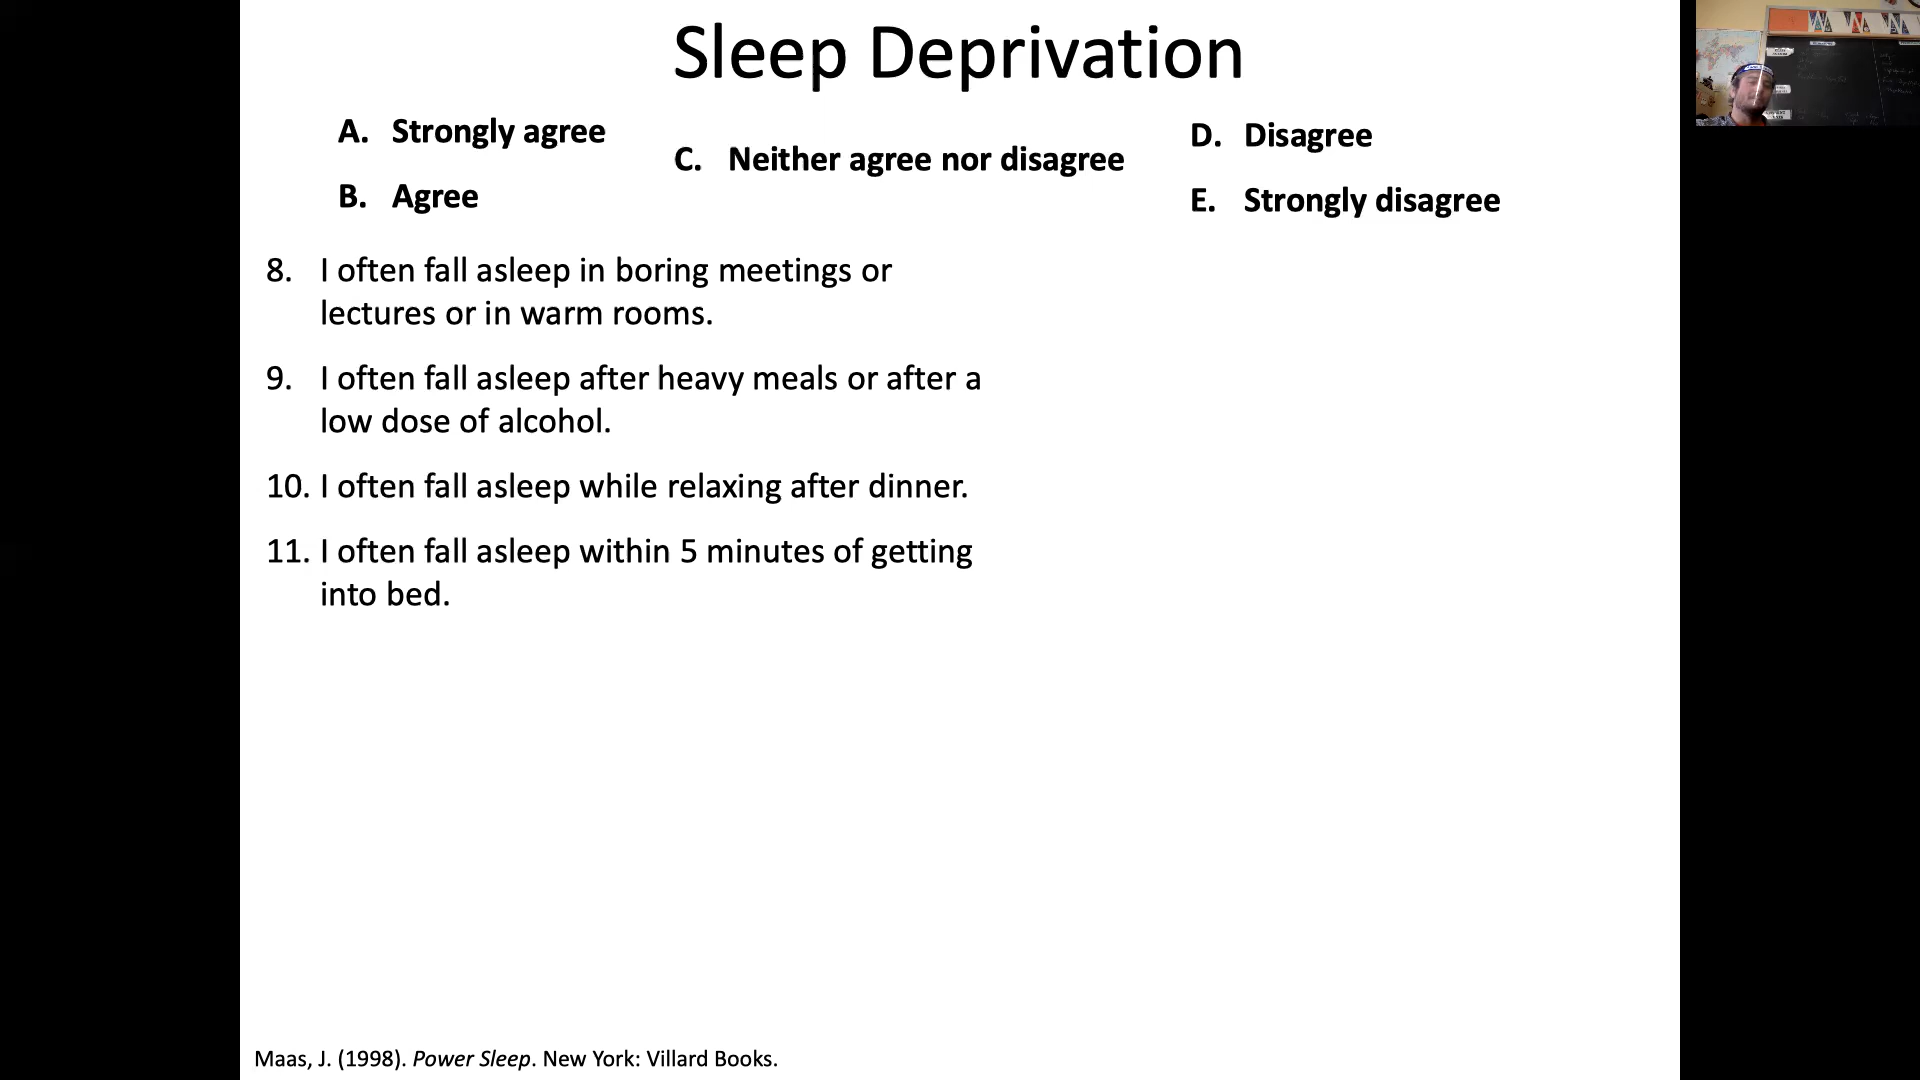 Sleep Deprivation
A. Strongly agree
B. Agree
C. Neither agree nor disagree
D. Disagree
E. Strongly disagree
8. I often fall asleep in boring meetings or
lectures or in warm rooms.
9. I often fall asleep after heavy meals or after a
low dose of alcohol.
10. I often fall asleep while relaxing after dinner.
11. I often fall asleep within 5 minutes of getting
into bed.
Maas, J. (1998). Power Sleep. New York: Villard Books.